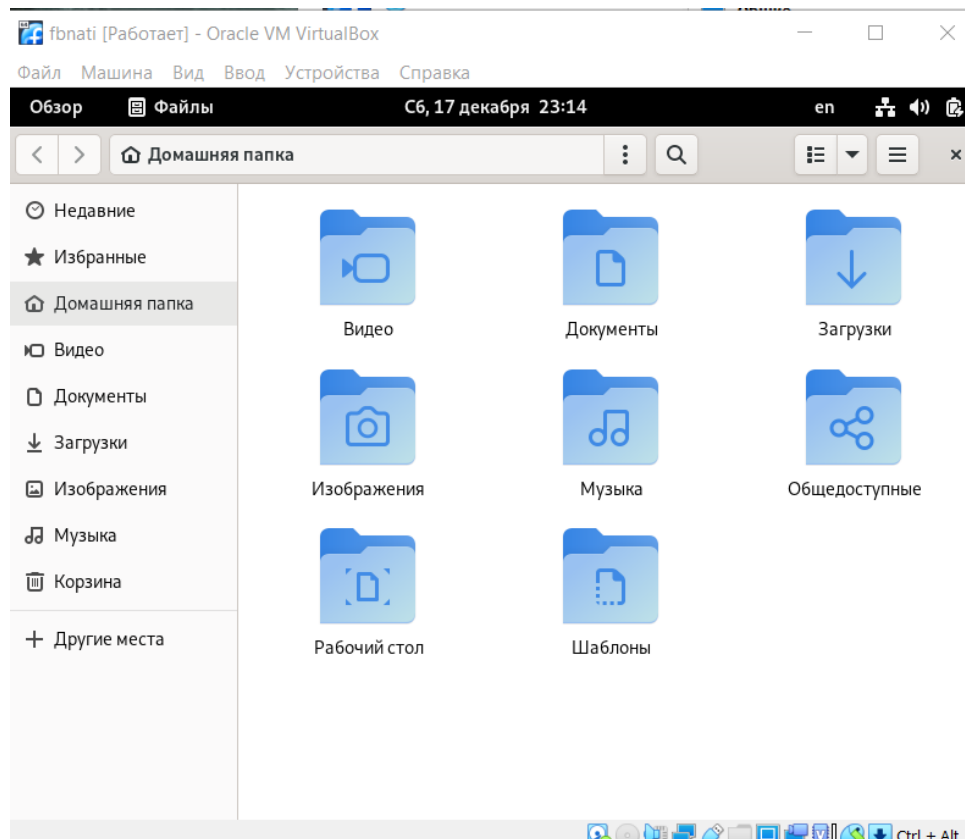 fbnati [Работает] - Oracle VM VirtualBox
Файл Машина Вид Ввод Устройства Справка
Обзор Файлы Сб, 17 декабря 23:14 en
Домашняя папка
Недавние
Избранные
Домашняя папка
Видео
Документы
Загрузки
Изображения
Музыка
Корзина
Другие места
Видео Документы Загрузки
Изображения Музыка Общедоступные
Рабочий стол Шаблоны
Ctrl + Alt